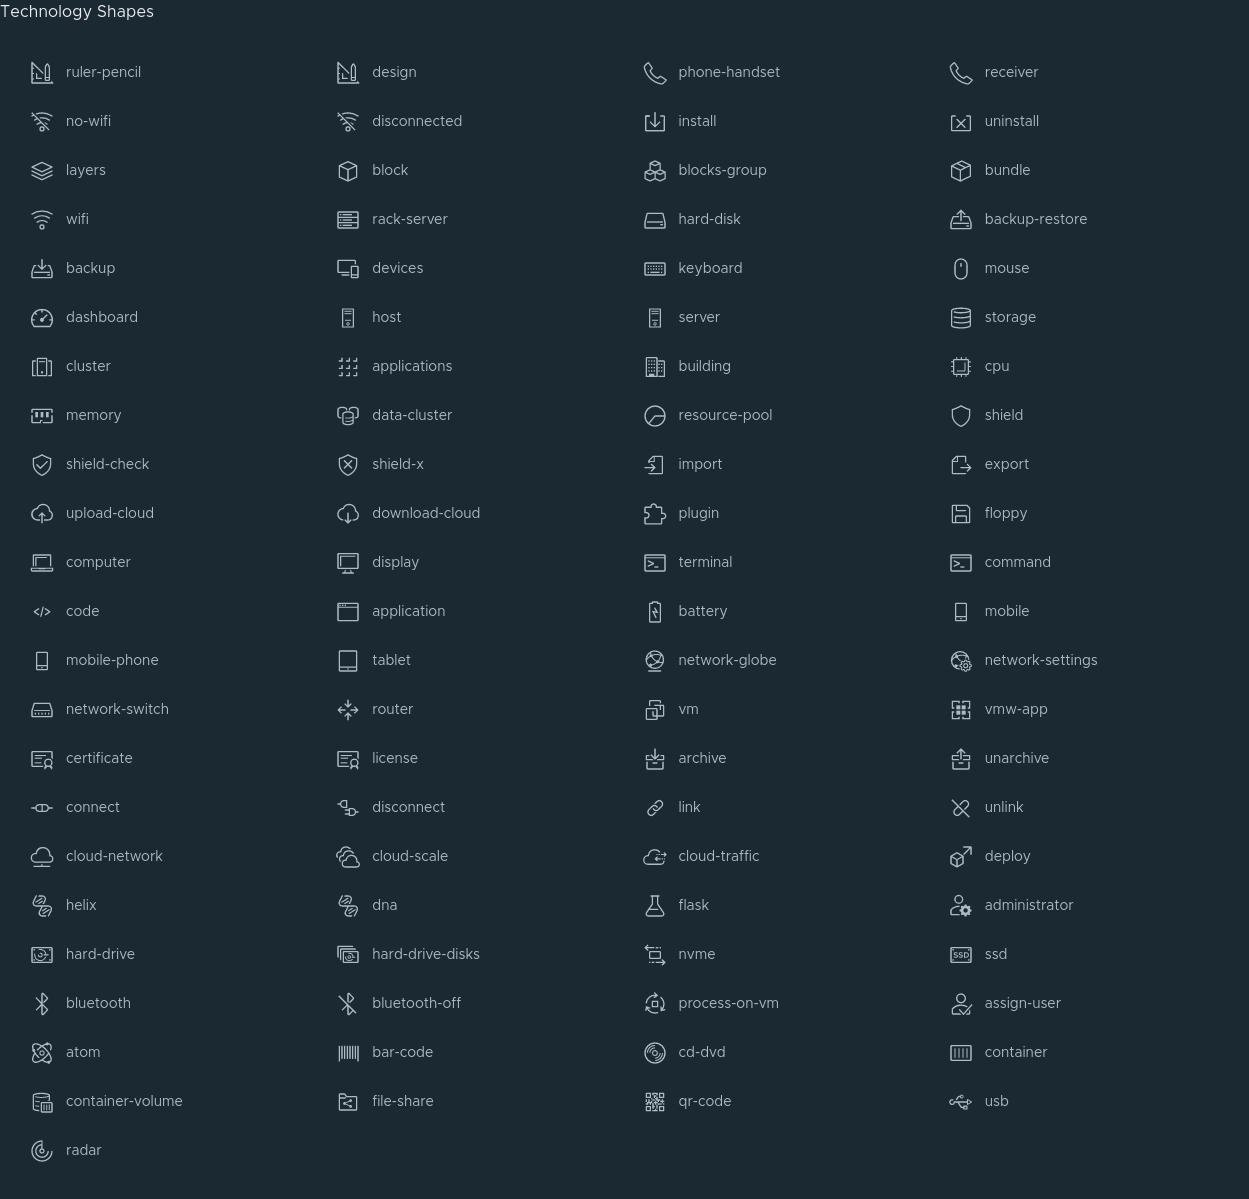 Technology Shapes
ruler-pencil design phone-handset receiver
no-wifi disconnected install uninstall
layers block blocks-group bundle
wifi rack-server hard-disk backup-restore
backup devices keyboard mouse
dashboard host server storage
cluster applications building cpu
memory data-cluster resource-pool shield
shield-check shield-x import export
upload-cloud download-cloud plugin floppy
computer display terminal command
code application battery mobile
mobile-phone tablet network-globe network-settings
network-switch router vm vmw-app
certificate license archive unarchive
connect disconnect link unlink
cloud-network cloud-scale cloud-traffic deploy
helix dna flask administrator
hard-drive hard-drive-disks nvme SSD ssd
bluetooth bluetooth-off process-on-vm assign-user
atom bar-code cd-dvd container
container-volume file-share qr-code usb
radar